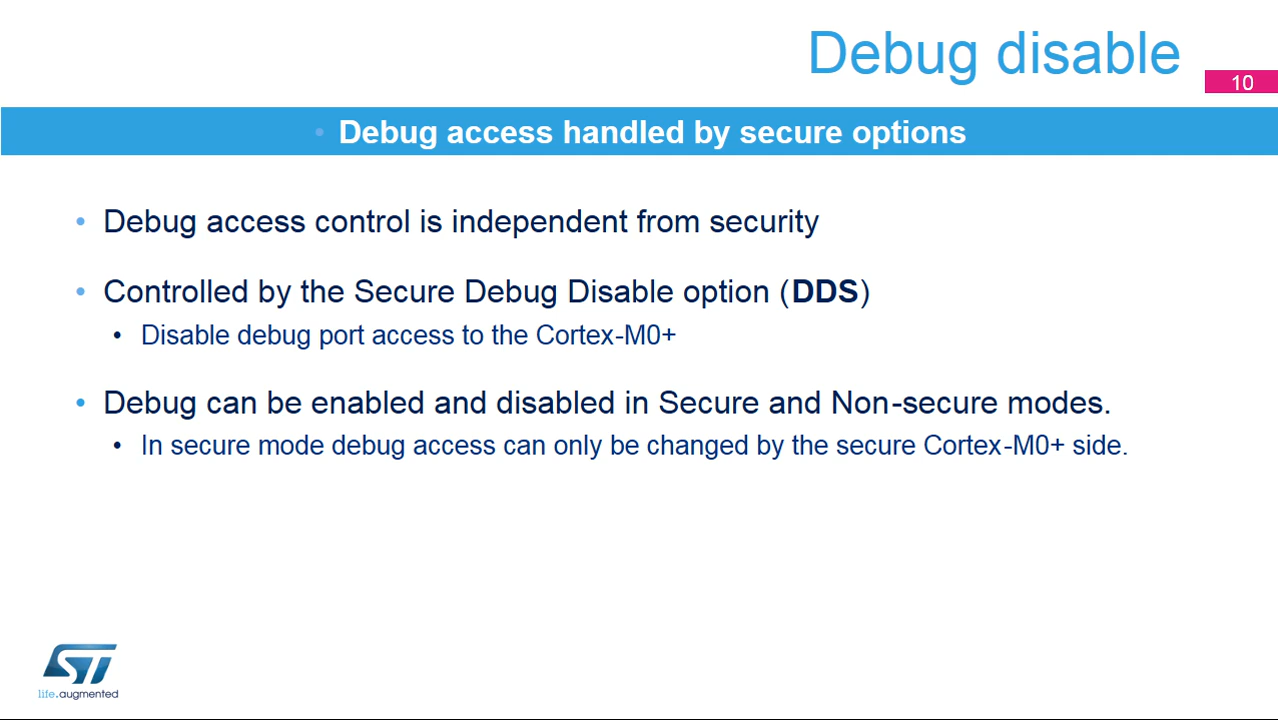 Debug disable
10
• Debug access handled by secure options
• Debug access control is independent from security
• Controlled by the Secure Debug Disable option (DDS)
• Disable debug port access to the Cortex-M0+
• Debug can be enabled and disabled in Secure and Non-secure modes.
• In secure mode debug access can only be changed by the secure Cortex-M0+ side.
ST
life.augmented